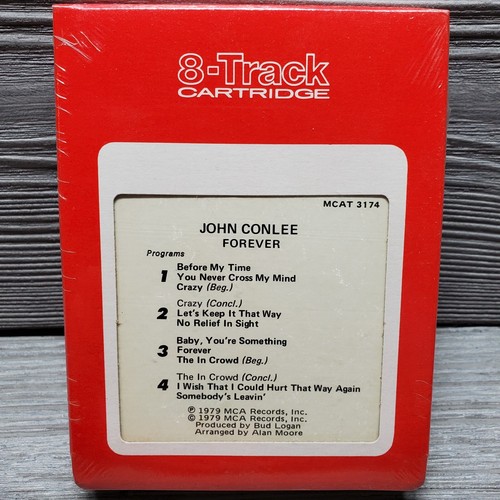 8-Track
CARTRIDGE
MCAT 3174
JOHN CONLEE
FOREVER
Programs
1 Before My Time
You Never Cross My Mind
Crazy (Beg.)
2 Crazy (Concl.)
Let's Keep It That Way
No Relief In Sight
3 Baby, You're Something
Forever
The In Crowd (Beg.)
4 The In Crowd (Concl.)
I Wish That I Could Hurt That Way Again
Somebody's Leavin'
℗ 1979 MCA Records, Inc.
© 1979 MCA Records, Inc.
Produced by Bud Logan
Arranged by Alan Moore